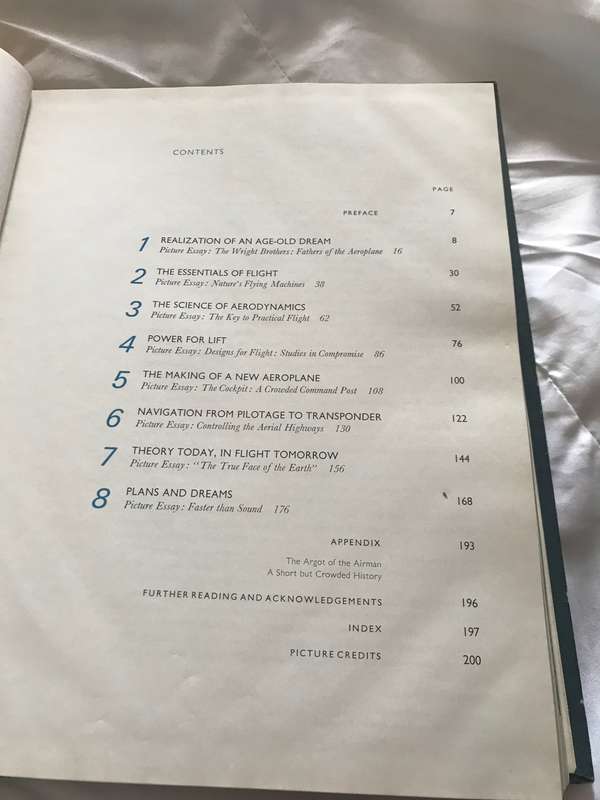 CONTENTS
PAGE
PREFACE 7
1 REALIZATION OF AN AGE-OLD DREAM 8
Picture Essay: The Wright Brothers: Fathers of the Aeroplane 16
2 THE ESSENTIALS OF FLIGHT 30
Picture Essay: Nature's Flying Machines 38
3 THE SCIENCE OF AERODYNAMICS 52
Picture Essay: The Key to Practical Flight 62
4 POWER FOR LIFT 76
Picture Essay: Designs for Flight: Studies in Compromise 86
5 THE MAKING OF A NEW AEROPLANE 100
Picture Essay: The Cockpit: A Crowded Command Post 108
6 NAVIGATION FROM PILOTAGE TO TRANSPONDER 122
Picture Essay: Controlling the Aerial Highways 130
7 THEORY TODAY, IN FLIGHT TOMORROW 144
Picture Essay: "The True Face of the Earth" 156
8 PLANS AND DREAMS 168
Picture Essay: Faster than Sound 176
APPENDIX 193
The Argot of the Airman
A Short but Crowded History
FURTHER READING AND ACKNOWLEDGEMENTS 196
INDEX 197
PICTURE CREDITS 200